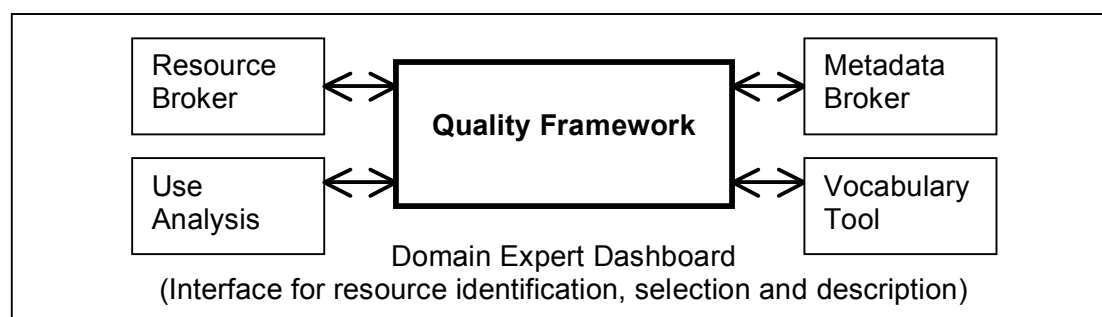 Resource
Broker
Use
Analysis
Quality Framework
Metadata
Broker
Vocabulary
Tool
Domain Expert Dashboard
(Interface for resource identification, selection and description)